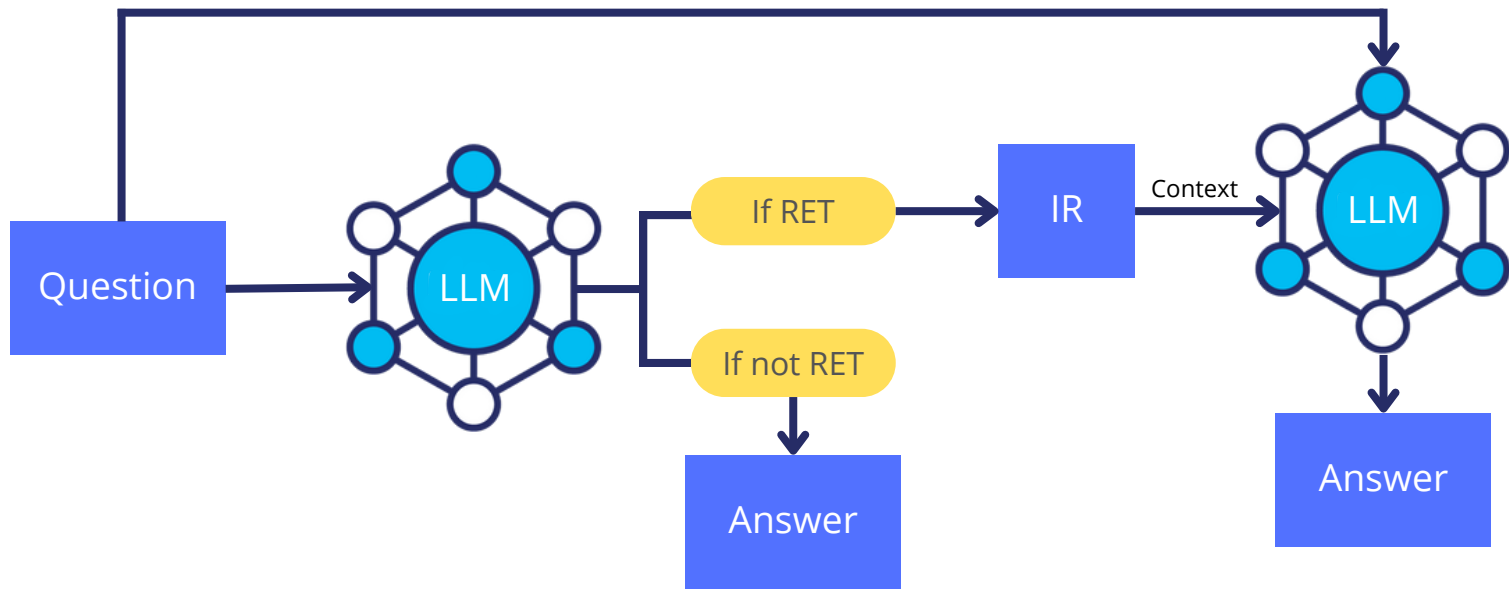 Question
LLM
If RET
If not RET
Answer
IR
Context
LLM
Answer